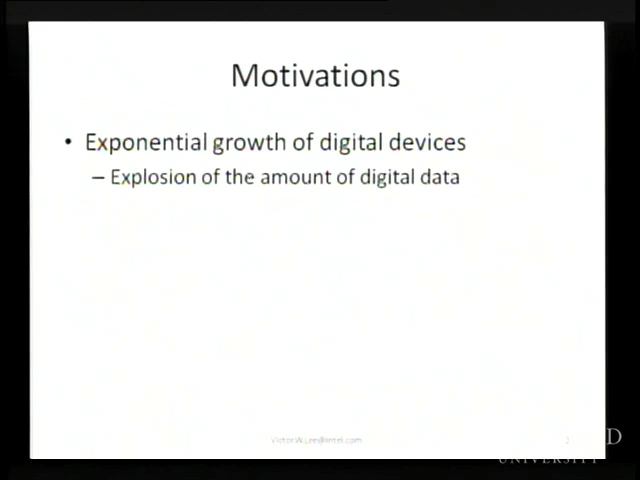 Motivations
• Exponential growth of digital devices
– Explosion of the amount of digital data
Victor.W.Lee@intel.com
D
UNIVERSITY